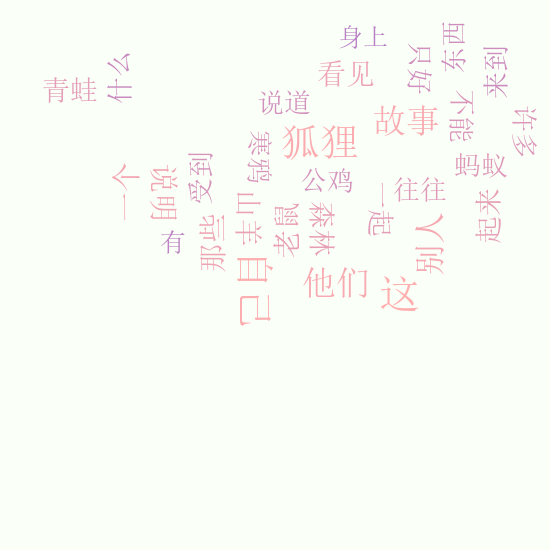 身上
东西
只好
来到
看见
什么
青蛙
说道
不能
故事
许多
狐狸
寒鸦
蚂蚁
受到
公鸡
一个
说明
往往
一起
山羊
老鼠
森林
起来
别人
那些
有
自己
他们
这